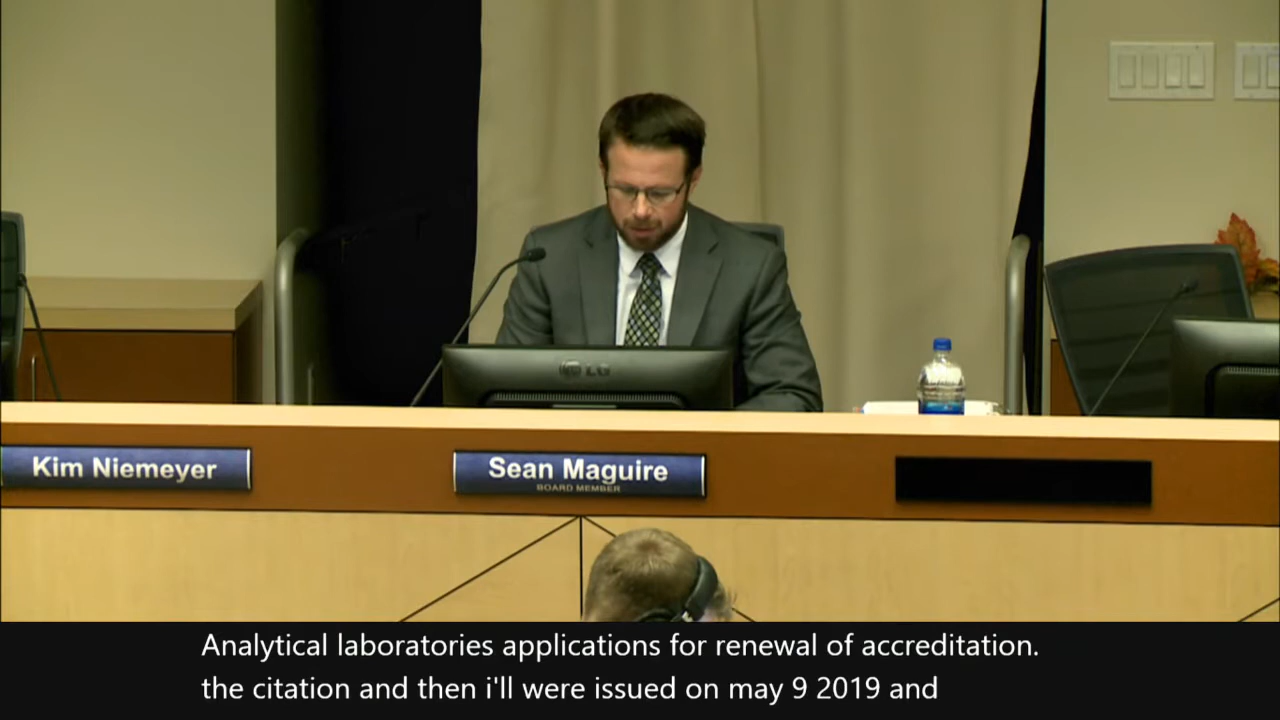 LG
Kim Niemeyer
Sean Maguire
BOARD MEMBER
Analytical laboratories applications for renewal of accreditation.
the citation and then i'll were issued on may 9 2019 and